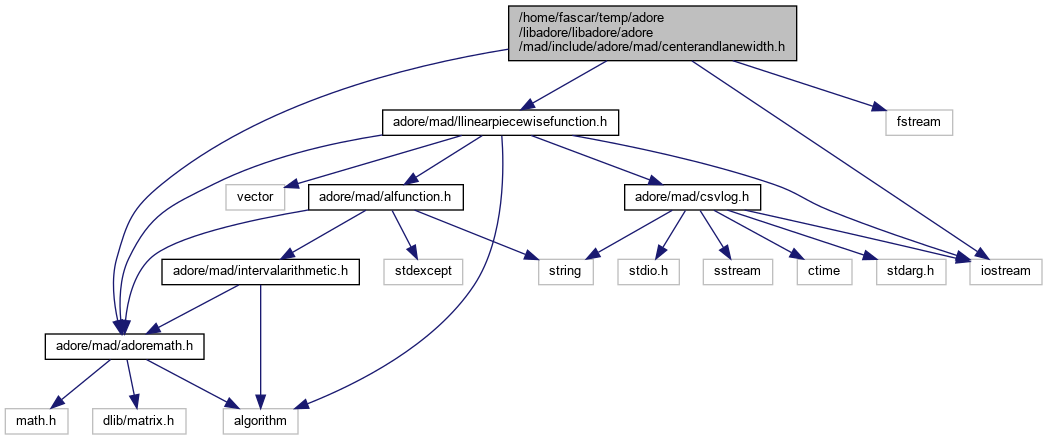 /home/fascar/temp/adore
/libadore/libadore/adore
/mad/include/adore/mad/centerandlanewidth.h
adore/mad/llinearpiecewisefunction.h
fstream
vector
adore/mad/alfunction.h
adore/mad/csvlog.h
adore/mad/intervalarithmetic.h
stdexcept
string
stdio.h
sstream
ctime
stdarg.h
iostream
adore/mad/adoremath.h
math.h
dlib/matrix.h
algorithm